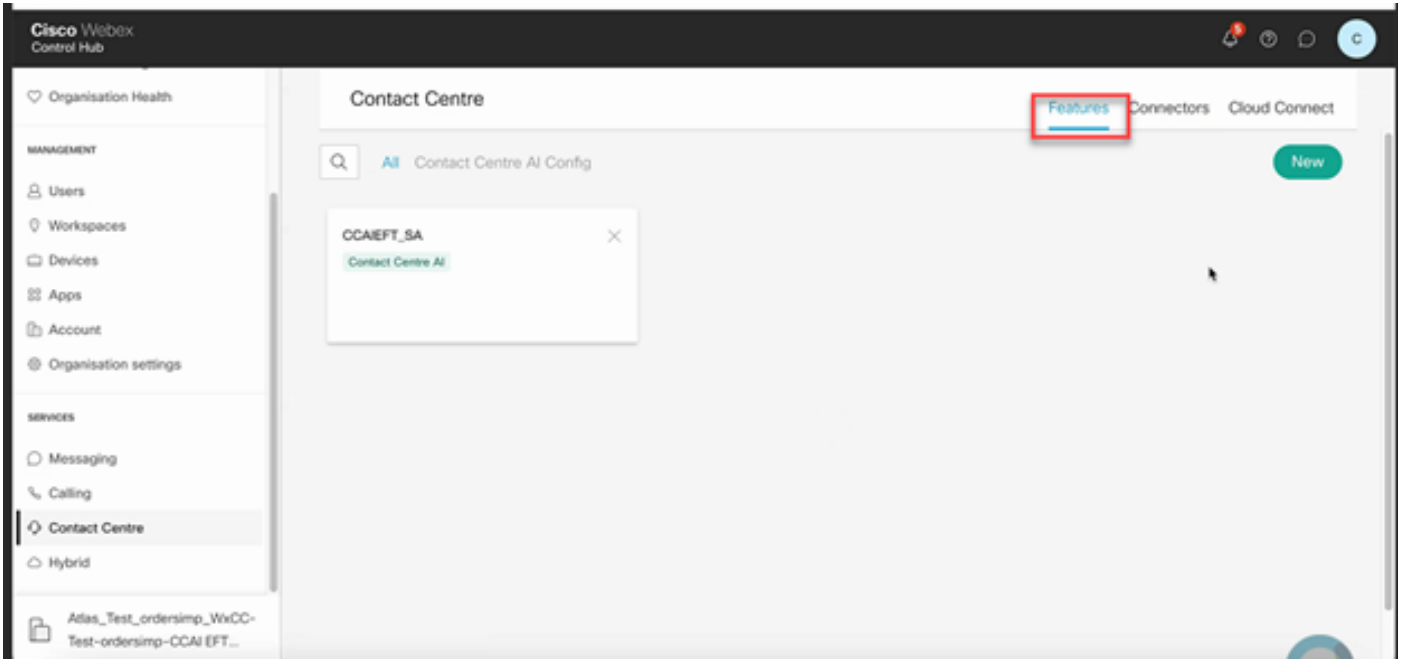 Cisco Webex
Control Hub
5
C
Organisation Health
MANAGEMENT
Users
Workspaces
Devices
Apps
Account
Organisation settings
SERVICES
Messaging
Calling
Contact Centre
Hybrid
Atlas_Test_ordersimp_WxCC-
Test-ordersimp-CCAI EFT...
Contact Centre
Features Connectors Cloud Connect
All Contact Centre AI Config
New
CCAIEFT_SA
Contact Centre AI